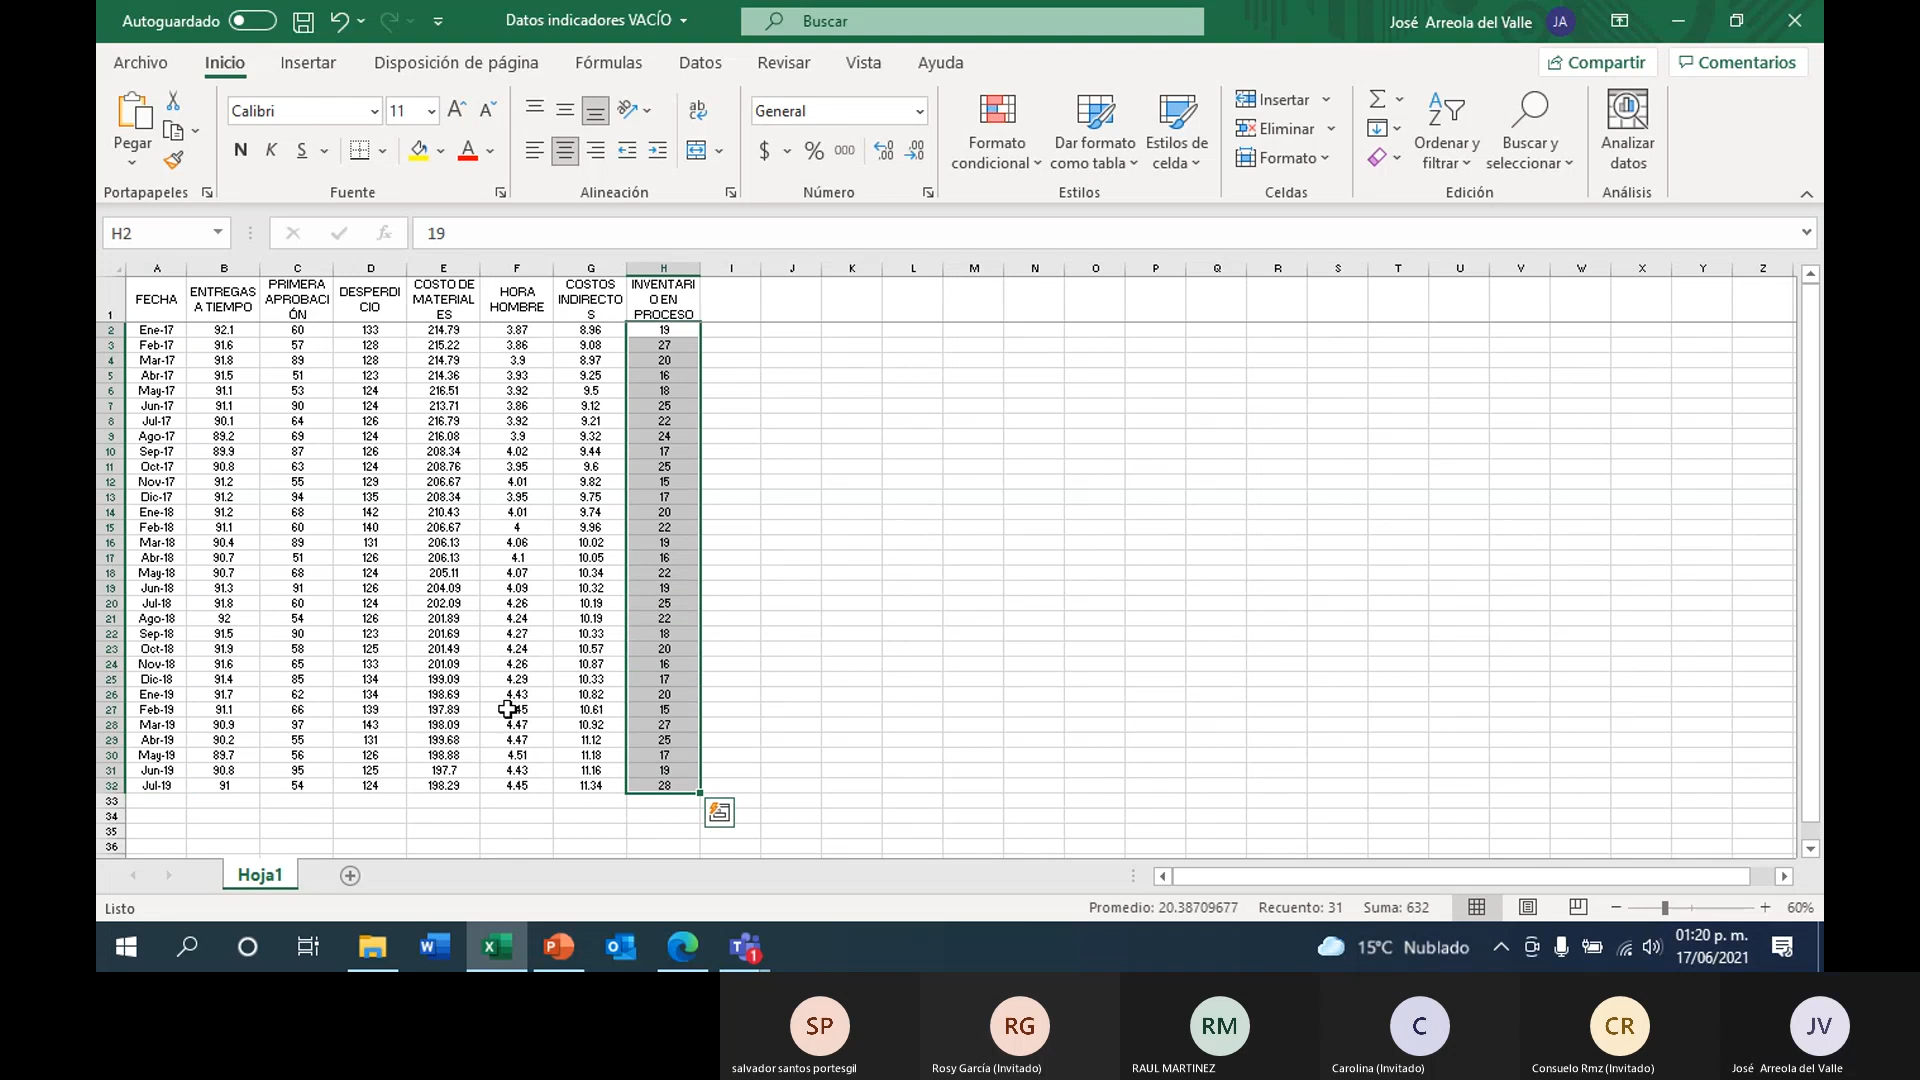 Autoguardado
Datos indicadores VACÍO
Buscar
José Arreola del Valle
JA
Archivo Inicio Insertar Disposición de página Fórmulas Datos Revisar Vista Ayuda
Compartir
Comentarios
Pegar
Portapapeles
Calibri
11
N K S
Fuente
Alineación
General
$ % 000
Número
Formato condicional
Dar formato como tabla
Estilos de celda
Estilos
Insertar
Eliminar
Formato
Celdas
Ordenar y filtrar
Buscar y seleccionar
Edición
Analizar datos
Análisis
H2
fx
19
A B C D E F G H I J K L M N O P Q R S T U V W X Y Z
1 FECHA ENTREGAS A TIEMPO PRIMERA APROBACIÓN DESPERDICIO COSTO DE MATERIALES HORA HOMBRE COSTOS INDIRECTOS INVENTARIO EN PROCESO
2 Ene-17 92.1 60 133 214.79 3.87 8.96 19
3 Feb-17 91.6 57 128 215.22 3.86 9.08 27
4 Mar-17 91.8 89 128 214.79 3.9 8.97 20
5 Abr-17 91.5 51 123 214.36 3.93 9.25 16
6 May-17 91.1 53 124 216.51 3.92 9.5 18
7 Jun-17 91.1 90 124 213.71 3.86 9.12 25
8 Jul-17 90.1 64 126 216.79 3.92 9.21 22
9 Ago-17 89.2 69 124 216.08 3.9 9.32 24
10 Sep-17 89.9 87 126 208.34 4.02 9.44 17
11 Oct-17 90.8 63 124 208.76 3.95 9.6 25
12 Nov-17 91.2 55 129 206.67 4.01 9.82 15
13 Dic-17 91.2 94 135 208.34 3.95 9.75 17
14 Ene-18 91.2 68 142 210.43 4.01 9.74 20
15 Feb-18 91.1 60 140 206.67 4 9.96 22
16 Mar-18 90.4 89 131 206.13 4.06 10.02 19
17 Abr-18 90.7 51 126 206.13 4.1 10.05 16
18 May-18 90.7 68 124 205.11 4.07 10.34 22
19 Jun-18 91.3 91 126 204.09 4.09 10.32 19
20 Jul-18 91.8 60 124 202.09 4.26 10.19 25
21 Ago-18 92 54 126 201.89 4.24 10.19 22
22 Sep-18 91.5 90 123 201.69 4.27 10.33 18
23 Oct-18 91.9 58 125 201.49 4.24 10.57 20
24 Nov-18 91.6 65 133 201.09 4.26 10.87 16
25 Dic-18 91.4 85 134 199.09 4.29 10.33 17
26 Ene-19 91.7 62 134 198.69 4.43 10.82 20
27 Feb-19 91.1 66 139 197.89 45 10.61 15
28 Mar-19 90.9 97 143 198.09 4.47 10.92 27
29 Abr-19 90.2 55 131 199.68 4.47 11.12 25
30 May-19 89.7 56 126 198.88 4.51 11.18 17
31 Jun-19 90.8 95 125 197.7 4.43 11.16 19
32 Jul-19 91 54 124 198.29 4.45 11.34 28
33
34
35
36
Hoja1
Listo
Promedio: 20.38709677 Recuento: 31 Suma: 632
60%
15°C Nublado
01:20 p. m.
17/06/2021
1
SP RG RM C CR JV
salvador santos portesgil
Rosy García (Invitado)
RAUL MARTINEZ
Carolina (Invitado)
Consuelo Rmz (Invitado)
José Arreola del Valle